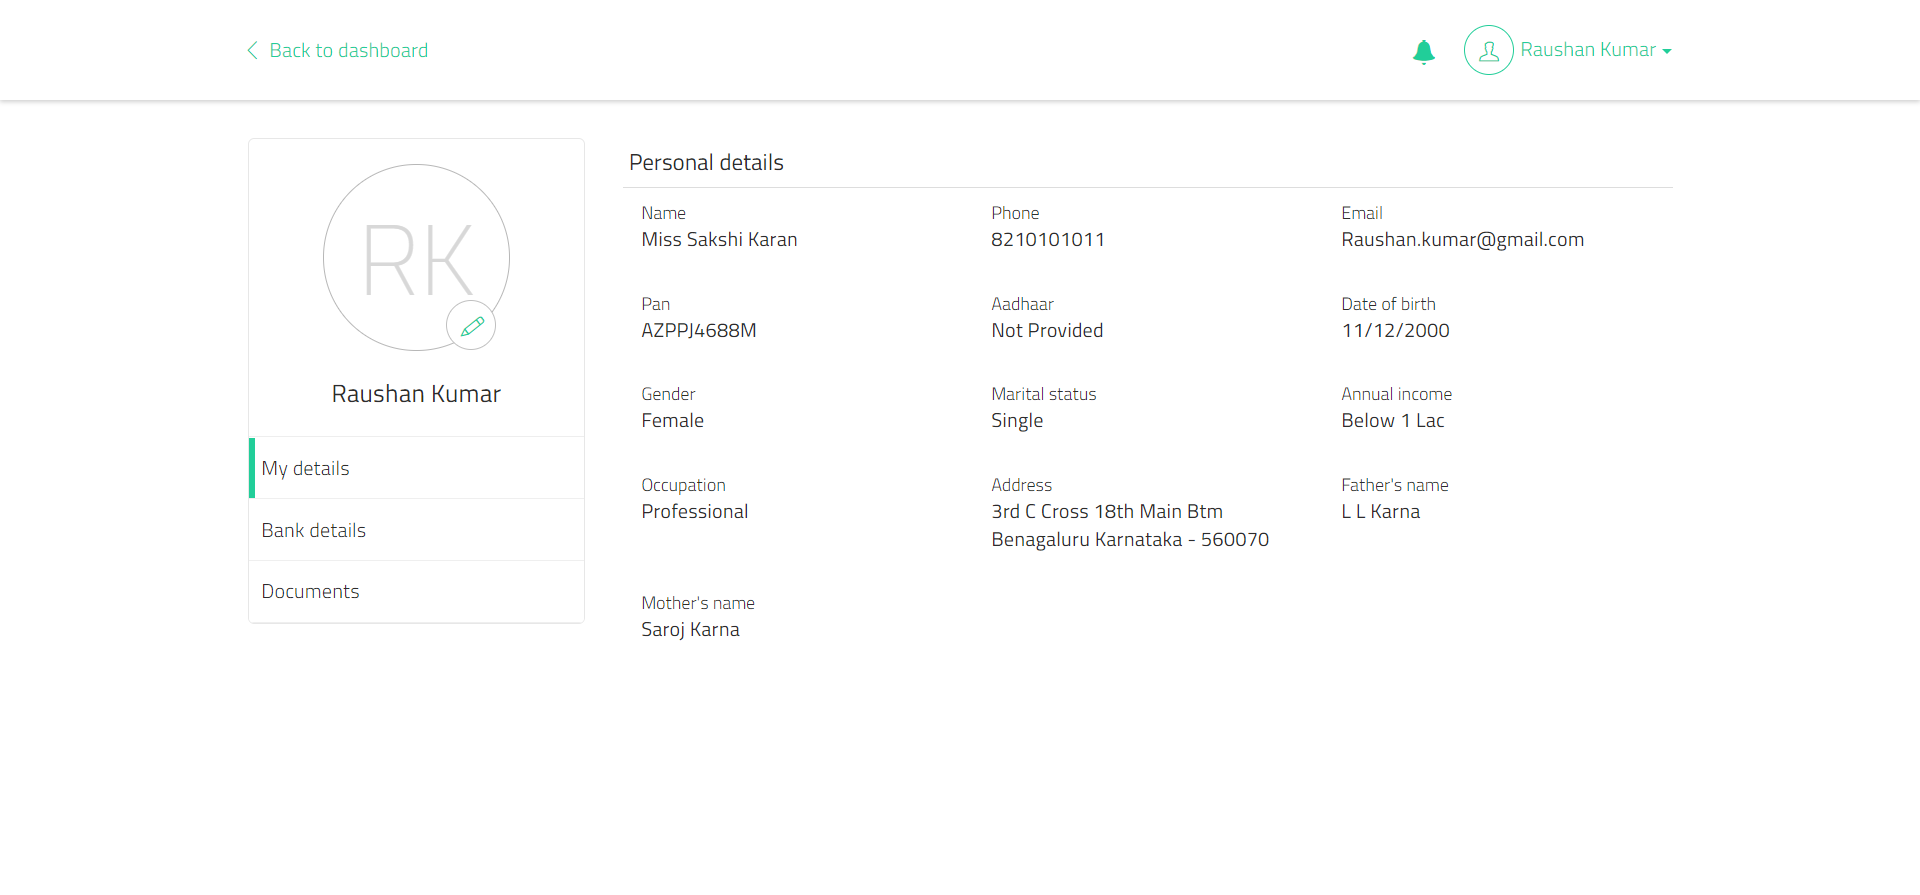 Back to dashboard
Raushan Kumar
RK
Raushan Kumar
My details
Bank details
Documents
Personal details
Name
Miss Sakshi Karan
Phone
8210101011
Email
Raushan.kumar@gmail.com
Pan
AZPPJ4688M
Aadhaar
Not Provided
Date of birth
11/12/2000
Gender
Female
Marital status
Single
Annual income
Below 1 Lac
Occupation
Professional
Address
3rd C Cross 18th Main Btm
Benagaluru Karnataka - 560070
Father's name
L L Karna
Mother's name
Saroj Karna